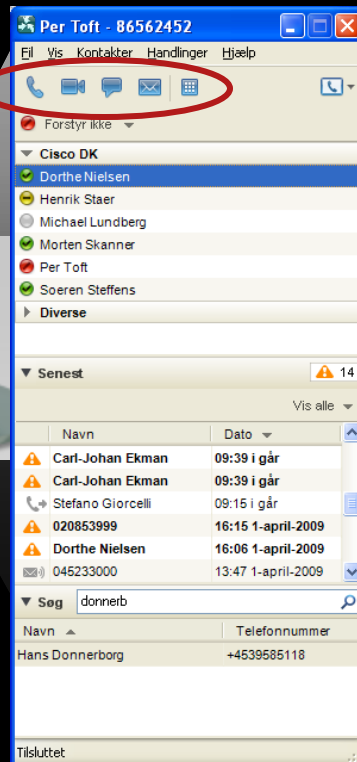 Per Toft - 86562452
Fil Vis Kontakter Handlinger Hjælp
Forstyr ikke
Cisco DK
Dorthe Nielsen
Henrik Staer
Michael Lundberg
Morten Skanner
Per Toft
Soeren Steffens
Diverse
Senest 14
Vis alle
Navn Dato
Carl-Johan Ekman 09:39 i går
Carl-Johan Ekman 09:39 i går
Stefano Giorcelli 09:15 i går
020853999 16:15 1-april-2009
Dorthe Nielsen 16:06 1-april-2009
045233000 13:47 1-april-2009
Søg donnerb
Navn Telefonnummer
Hans Donnerborg +4539585118
Tilsluttet